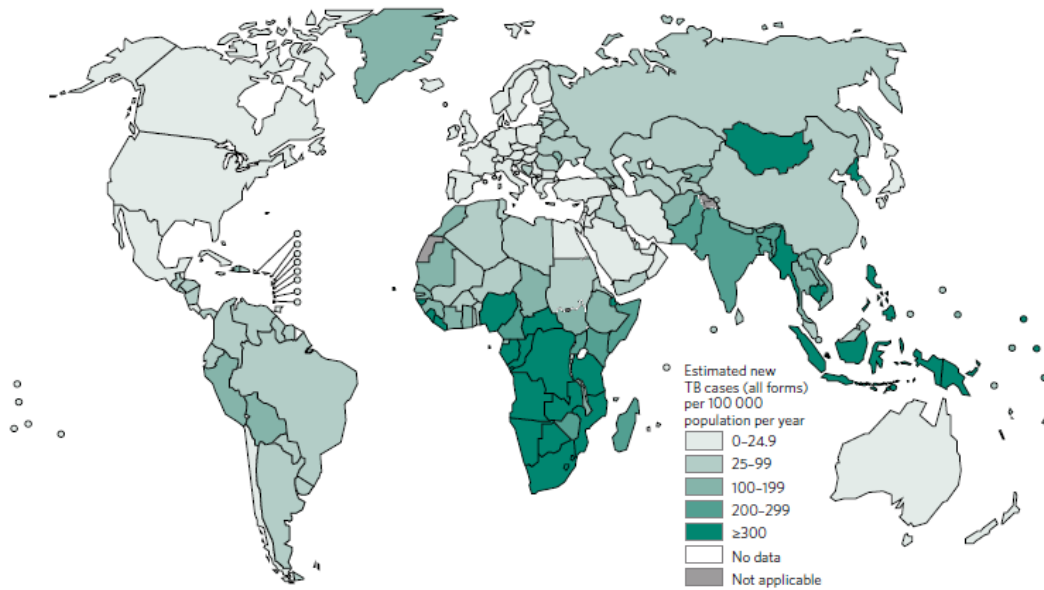 Estimated new
TB cases (all forms)
per 100 000
population per year
0–24.9
25–99
100–199
200–299
≥300
No data
Not applicable